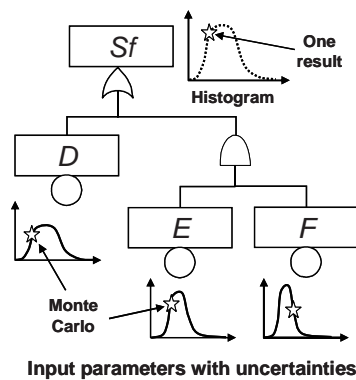 Sf
One
result
Histogram
D
E
F
Monte
Carlo
Input parameters with uncertainties